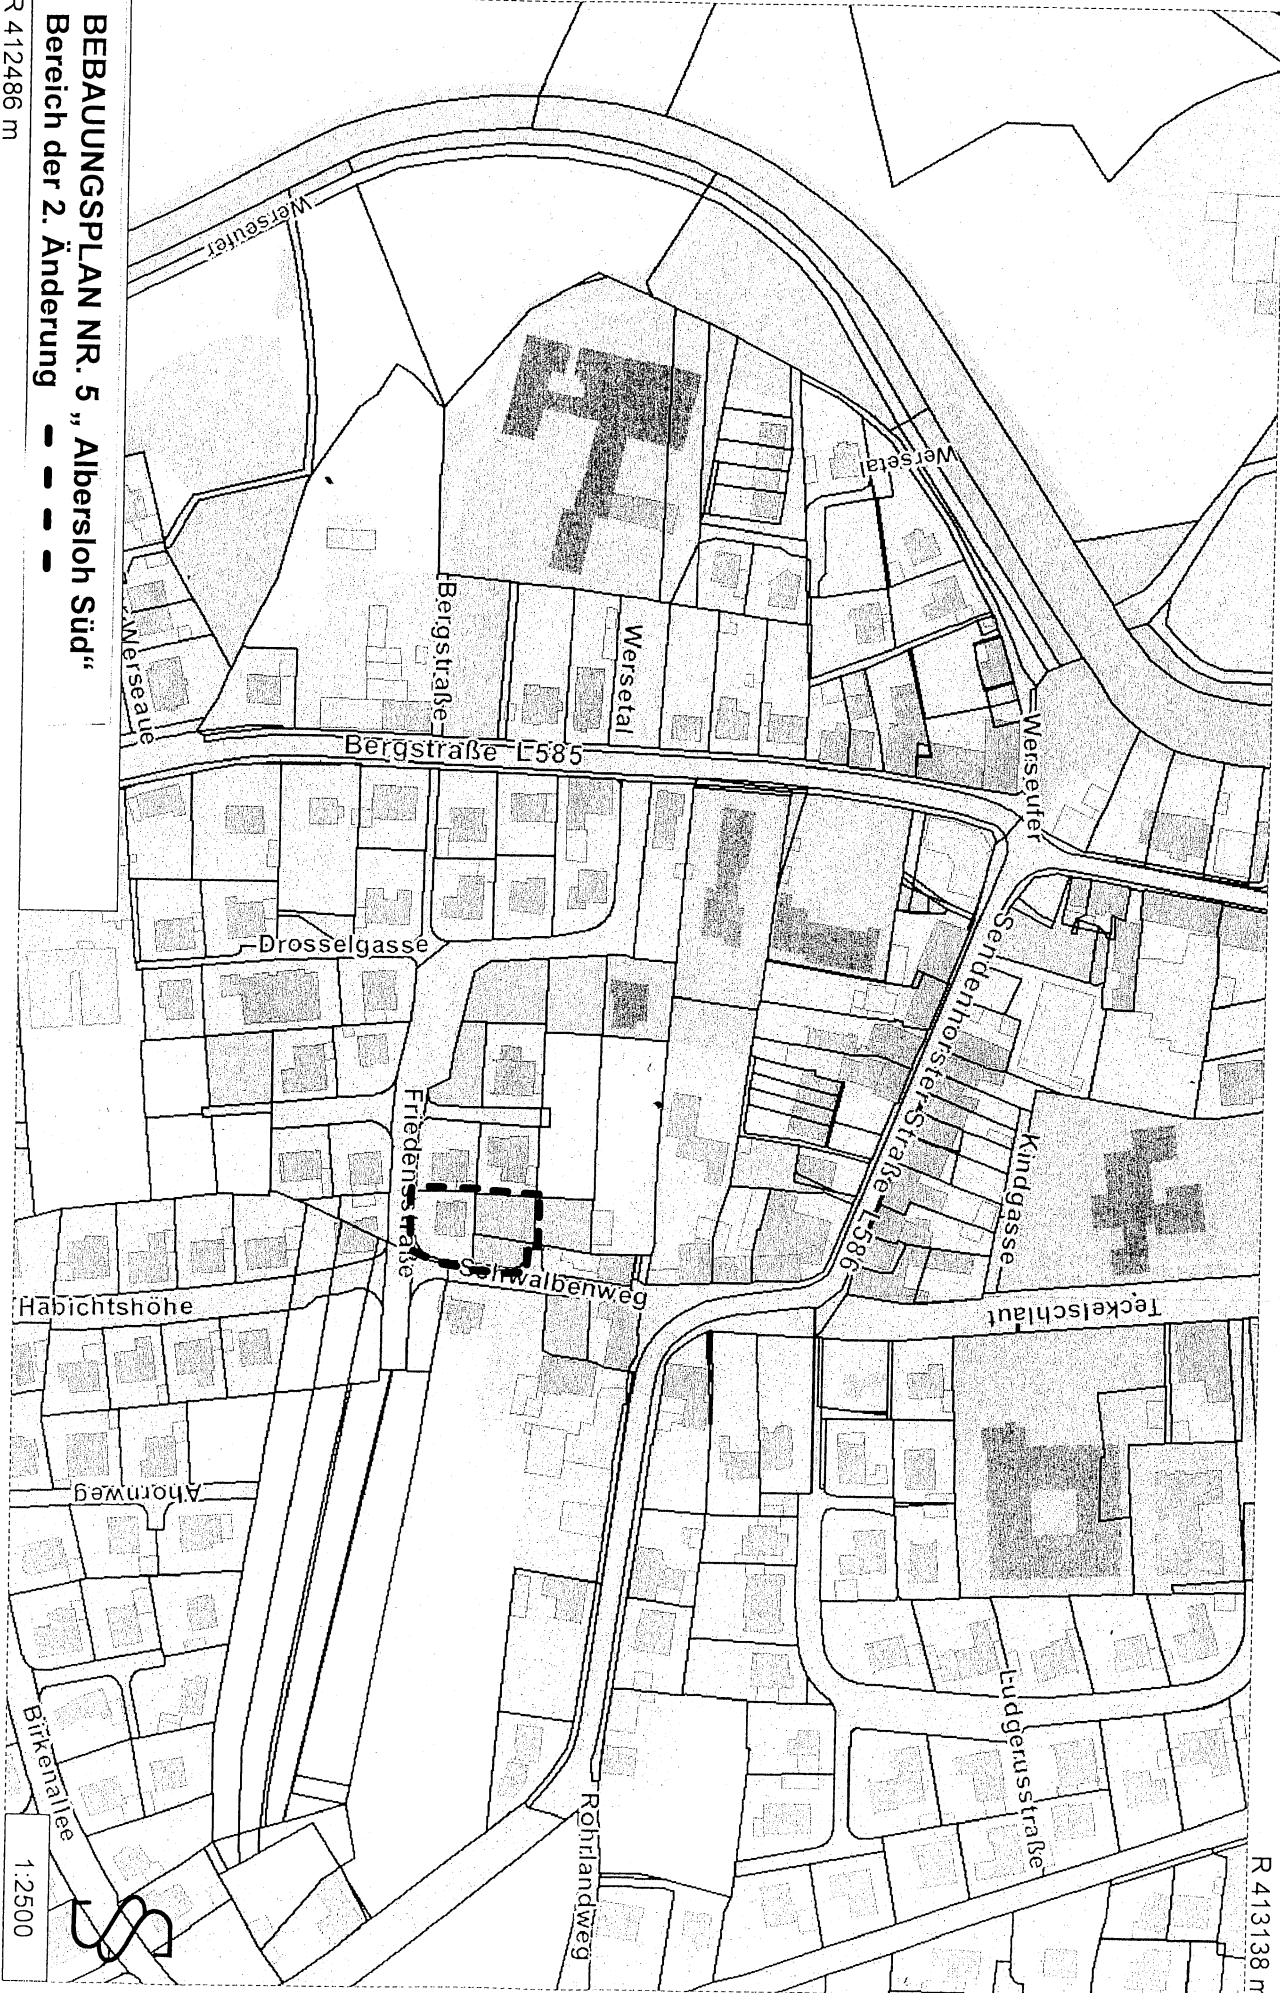 BEBAUUNGSPLAN NR. 5 „ Albersloh Süd“
Bereich der 2. Änderung
R 412486 m
R 413138 m
1:2500
Werseufer
Wersetal
Werseufer
Wersetal
Bergstraße
Bergstraße L585
Werseaue
Drosselgasse
Friedensstraße
Schwalbenweg
Sendenhorster Straße L586
Kindgasse
Teckelschlaut
Habichtshöhe
Ahornweg
Birkenallee
Rohrlandweg
Ludgerusstraße